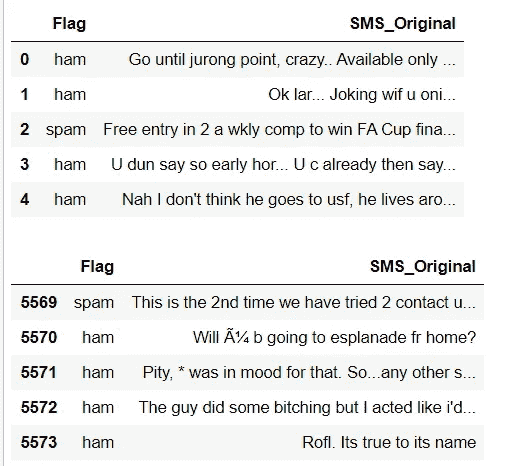 Flag SMS_Original
0 ham Go until jurong point, crazy.. Available only ...
1 ham Ok lar... Joking wif u oni...
2 spam Free entry in 2 a wkly comp to win FA Cup fina...
3 ham U dun say so early hor... U c already then say...
4 ham Nah I don't think he goes to usf, he lives aro...
Flag SMS_Original
5569 spam This is the 2nd time we have tried 2 contact u...
5570 ham Will Ã¼ b going to esplanade fr home?
5571 ham Pity, * was in mood for that. So...any other s...
5572 ham The guy did some bitching but I acted like i'd...
5573 ham Rofl. Its true to its name